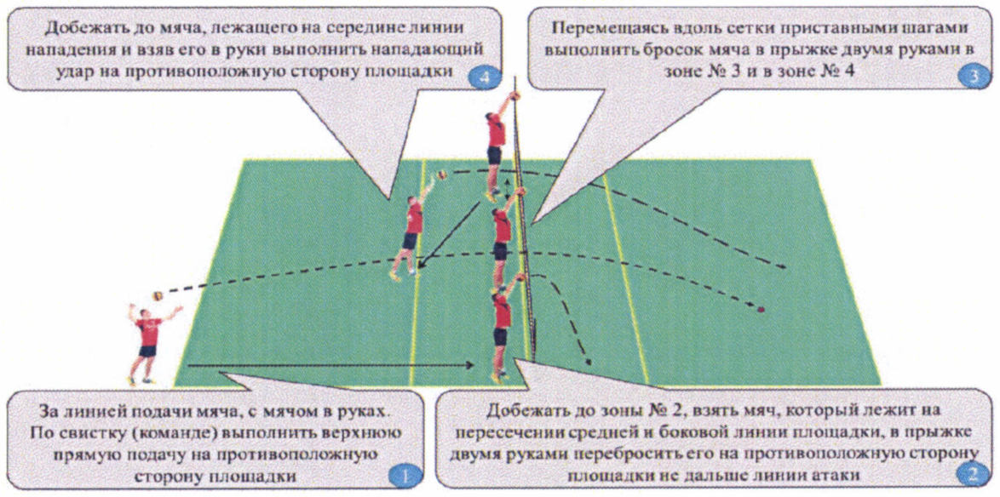 Добежать до мяча, лежащего на середине линии
нападения и взяв его в руки выполнить нападающий
удар на противоположную сторону площадки
4
Перемещаясь вдоль сетки приставными шагами
выполнить бросок мяча в прыжке двумя руками в
зоне № 3 и в зоне № 4
3
За линией подачи мяча, с мячом в руках.
По свистку (команде) выполнить верхнюю
прямую подачу на противоположную
сторону площадки
1
Добежать до зоны № 2, взять мяч, который лежит на
пересечении средней и боковой линии площадки, в прыжке
двумя руками перебросить его на противоположную сторону
площадки не дальше линии атаки
2